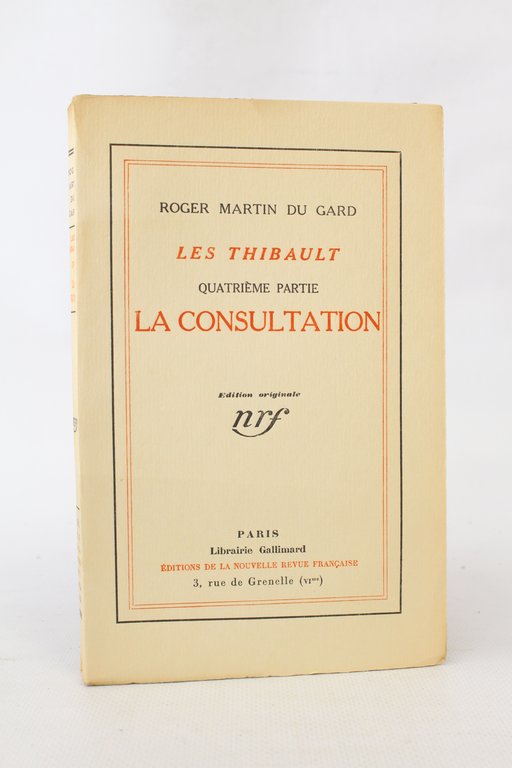 ROGER MARTIN DU GARD
LES THIBAULT
QUATRIÈME PARTIE
LA CONSULTATION
Edition originale
nrf
PARIS
Librairie Gallimard
ÉDITIONS DE LA NOUVELLE REVUE FRANÇAISE
3, rue de Grenelle (VIme)